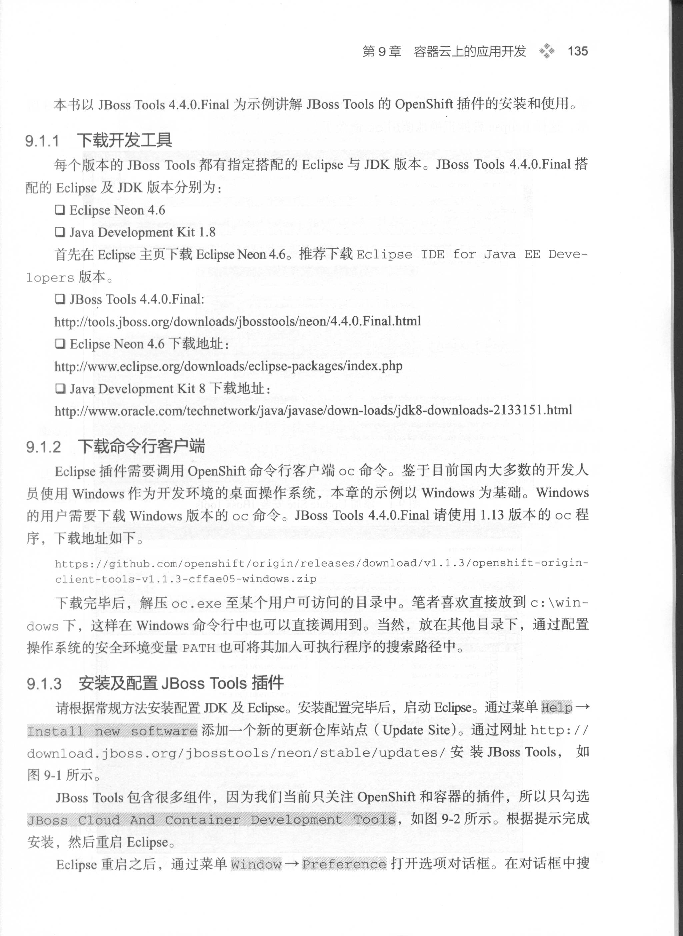 第9章 容器云上的应用开发 135
本书以 JBoss Tools 4.4.0.Final 为示例讲解 JBoss Tools 的 OpenShift 插件的安装和使用。
9.1.1 下载开发工具
每个版本的 JBoss Tools 都有指定搭配的 Eclipse 与 JDK 版本。JBoss Tools 4.4.0.Final 搭
配的 Eclipse 及 JDK 版本分别为：
❑ Eclipse Neon 4.6
❑ Java Development Kit 1.8
首先在 Eclipse 主页下载 Eclipse Neon 4.6。推荐下载 Eclipse IDE for Java EE Deve-
lopers 版本。
❑ JBoss Tools 4.4.0.Final:
http://tools.jboss.org/downloads/jbosstools/neon/4.4.0.Final.html
❑ Eclipse Neon 4.6 下载地址：
http://www.eclipse.org/downloads/eclipse-packages/index.php
❑ Java Development Kit 8 下载地址：
http://www.oracle.com/technetwork/java/javase/down-loads/jdk8-downloads-2133151.html
9.1.2 下载命令行客户端
Eclipse 插件需要调用 OpenShift 命令行客户端 oc 命令。鉴于目前国内大多数的开发人
员使用 Windows 作为开发环境的桌面操作系统，本章的示例以 Windows 为基础。Windows
的用户需要下载 Windows 版本的 oc 命令。JBoss Tools 4.4.0.Final 请使用 1.13 版本的 oc 程
序，下载地址如下。
https://github.com/openshift/origin/releases/download/v1.1.3/openshift-origin-
client-tools-v1.1.3-cffae05-windows.zip
下载完毕后，解压 oc.exe 至某个用户可访问的目录中。笔者喜欢直接放到 c:\win-
dows 下，这样在 Windows 命令行中也可以直接调用到。当然，放在其他目录下，通过配置
操作系统的安全环境变量 PATH 也可将其加入可执行程序的搜索路径中。
9.1.3 安装及配置 JBoss Tools 插件
请根据常规方法安装配置 JDK 及 Eclipse。安装配置完毕后，启动 Eclipse。通过菜单 Help →
Install new software 添加一个新的更新仓库站点（Update Site）。通过网址 http://
download.jboss.org/jbosstools/neon/stable/updates/ 安装 JBoss Tools，如
图 9-1 所示。
JBoss Tools 包含很多组件，因为我们当前只关注 OpenShift 和容器的插件，所以只勾选
JBoss Cloud And Container Development Tools，如图 9-2 所示。根据提示完成
安装，然后重启 Eclipse。
Eclipse 重启之后，通过菜单 Window → Preference 打开选项对话框。在对话框中搜